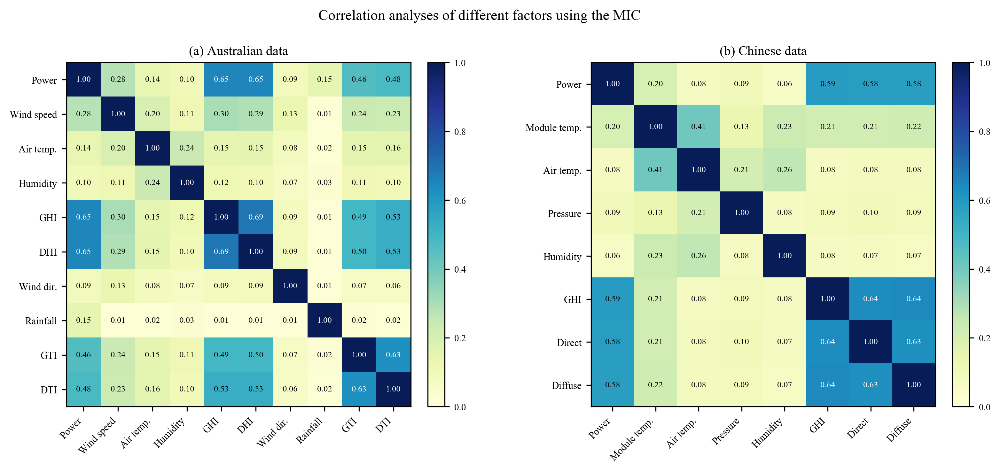 Correlation analyses of different factors using the MIC
(a) Australian data
Power 1.00 0.28 0.14 0.10 0.65 0.65 0.09 0.15 0.46 0.48
Wind speed 0.28 1.00 0.20 0.11 0.30 0.29 0.13 0.01 0.24 0.23
Air temp. 0.14 0.20 1.00 0.24 0.15 0.15 0.08 0.02 0.15 0.16
Humidity 0.10 0.11 0.24 1.00 0.12 0.10 0.07 0.03 0.11 0.10
GHI 0.65 0.30 0.15 0.12 1.00 0.69 0.09 0.01 0.49 0.53
DHI 0.65 0.29 0.15 0.10 0.69 1.00 0.09 0.01 0.50 0.53
Wind dir. 0.09 0.13 0.08 0.07 0.09 0.09 1.00 0.01 0.07 0.06
Rainfall 0.15 0.01 0.02 0.03 0.01 0.01 0.01 1.00 0.02 0.02
GTI 0.46 0.24 0.15 0.11 0.49 0.50 0.07 0.02 1.00 0.63
DTI 0.48 0.23 0.16 0.10 0.53 0.53 0.06 0.02 0.63 1.00
Power Wind speed Air temp. Humidity GHI DHI Wind dir. Rainfall GTI DTI
1.0
0.8
0.6
0.4
0.2
0.0
(b) Chinese data
Power 1.00 0.20 0.08 0.09 0.06 0.59 0.58 0.58
Module temp. 0.20 1.00 0.41 0.13 0.23 0.21 0.21 0.22
Air temp. 0.08 0.41 1.00 0.21 0.26 0.08 0.08 0.08
Pressure 0.09 0.13 0.21 1.00 0.08 0.09 0.10 0.09
Humidity 0.06 0.23 0.26 0.08 1.00 0.08 0.07 0.07
GHI 0.59 0.21 0.08 0.09 0.08 1.00 0.64 0.64
Direct 0.58 0.21 0.08 0.10 0.07 0.64 1.00 0.63
Diffuse 0.58 0.22 0.08 0.09 0.07 0.64 0.63 1.00
Power Module temp. Air temp. Pressure Humidity GHI Direct Diffuse
1.0
0.8
0.6
0.4
0.2
0.0